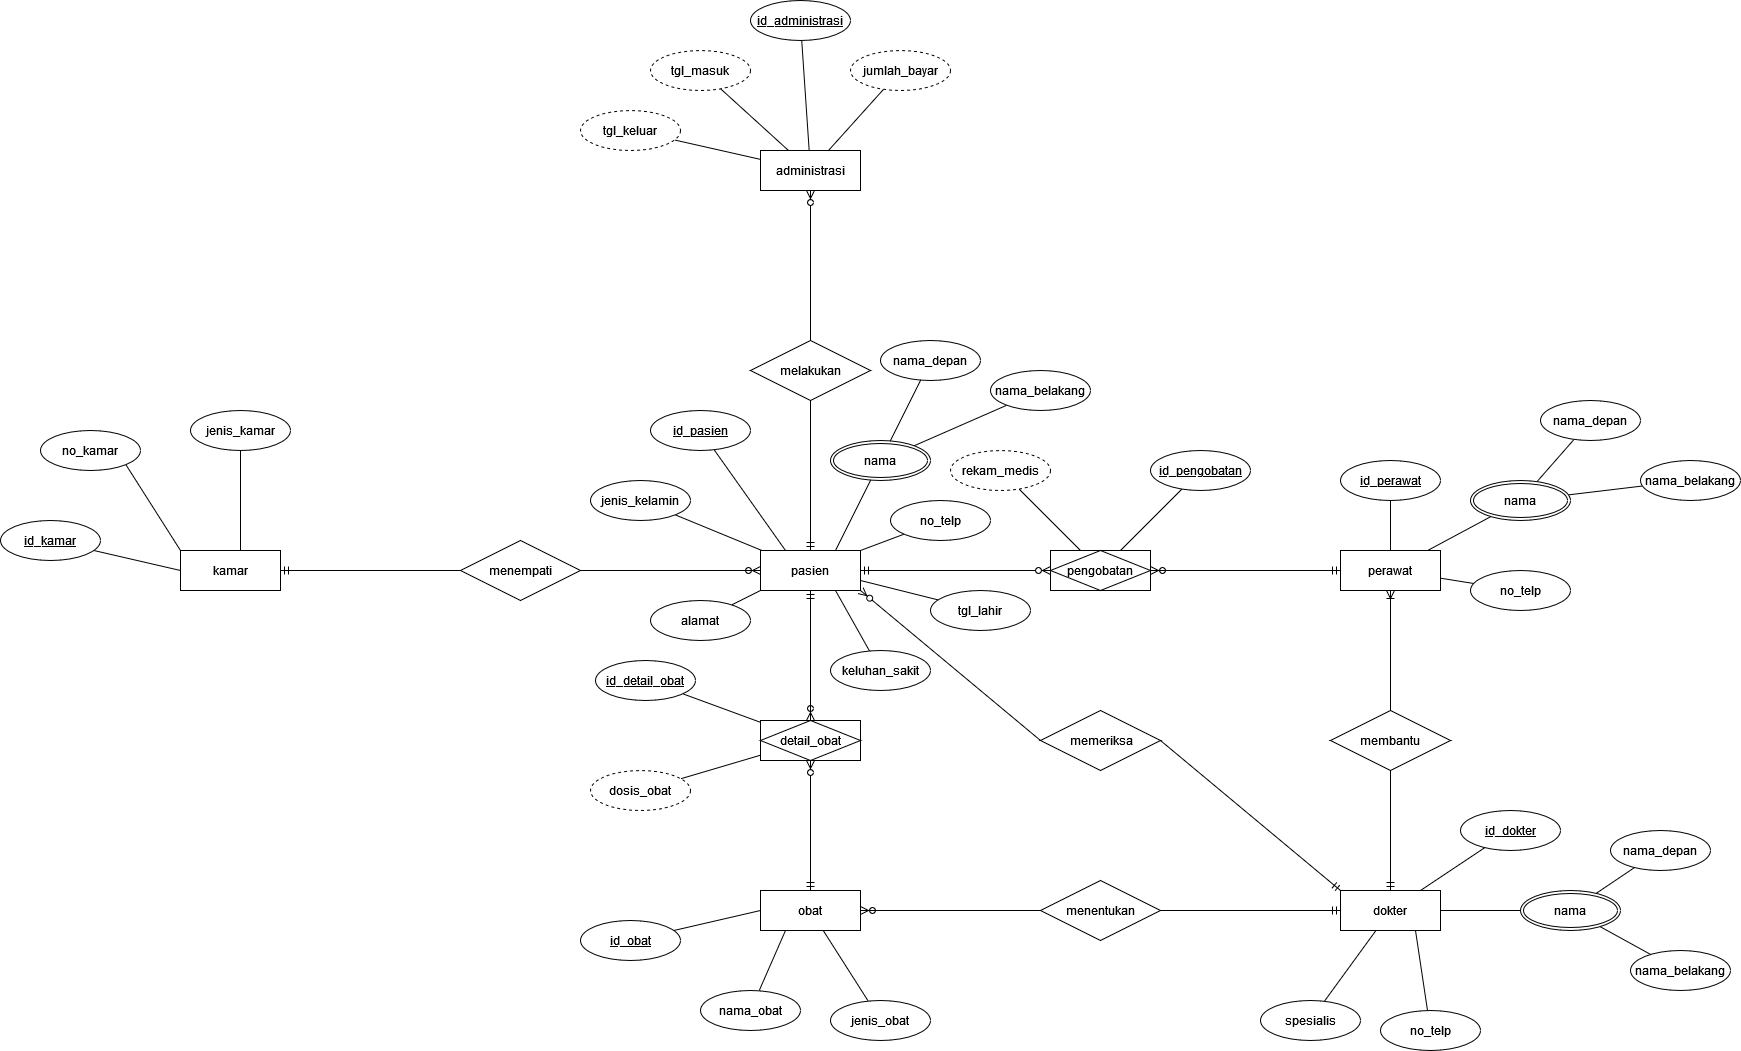 id_administrasi
tgl_masuk
jumlah_bayar
tgl_keluar
administrasi
melakukan
nama_depan
nama_belakang
id_pasien
jenis_kamar
no_kamar
nama
nama_depan
rekam_medis
id_pengobatan
id_perawat
nama_belakang
jenis_kelamin
nama
no_telp
id_kamar
kamar
menempati
pasien
pengobatan
perawat
no_telp
tgl_lahir
alamat
keluhan_sakit
id_detail_obat
detail_obat
memeriksa
membantu
dosis_obat
id_dokter
nama_depan
obat
menentukan
dokter
nama
id_obat
nama_belakang
nama_obat
jenis_obat
spesialis
no_telp